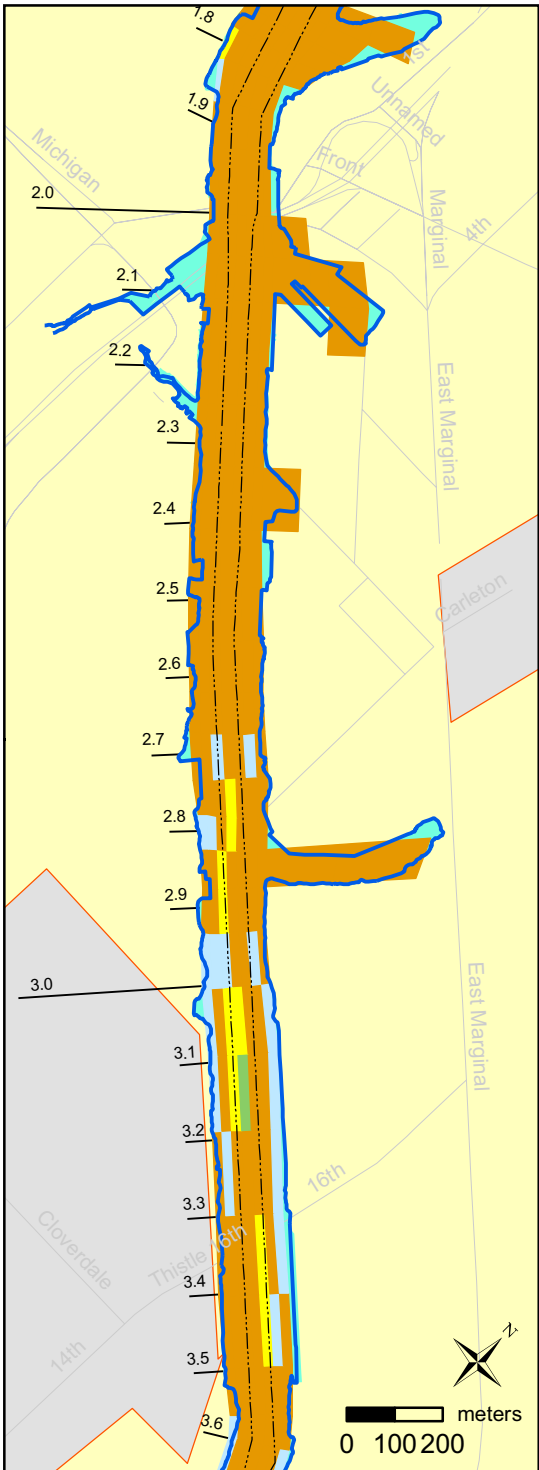 1.8
rst
1.9
Unnamed
Michigan
Front
2.0
Marginal
4th
2.1
2.2
East Marginal
2.3
2.4
2.5
Carleton
2.6
2.7
2.8
2.9
East Marginal
3.0
3.1
3.2
16th
3.3
Cloverdale
Thistle 16th
3.4
14th
3.5
N
3.6
meters
0 100 200